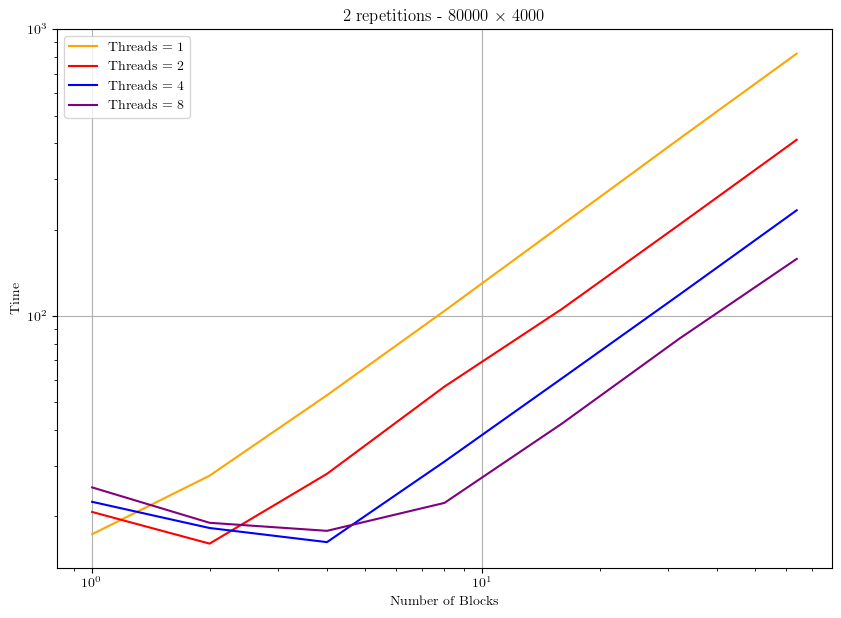 2 repetitions - 80000 × 4000
10³
Threads = 1
Threads = 2
Threads = 4
Threads = 8
Time
10²
10⁰
10¹
Number of Blocks